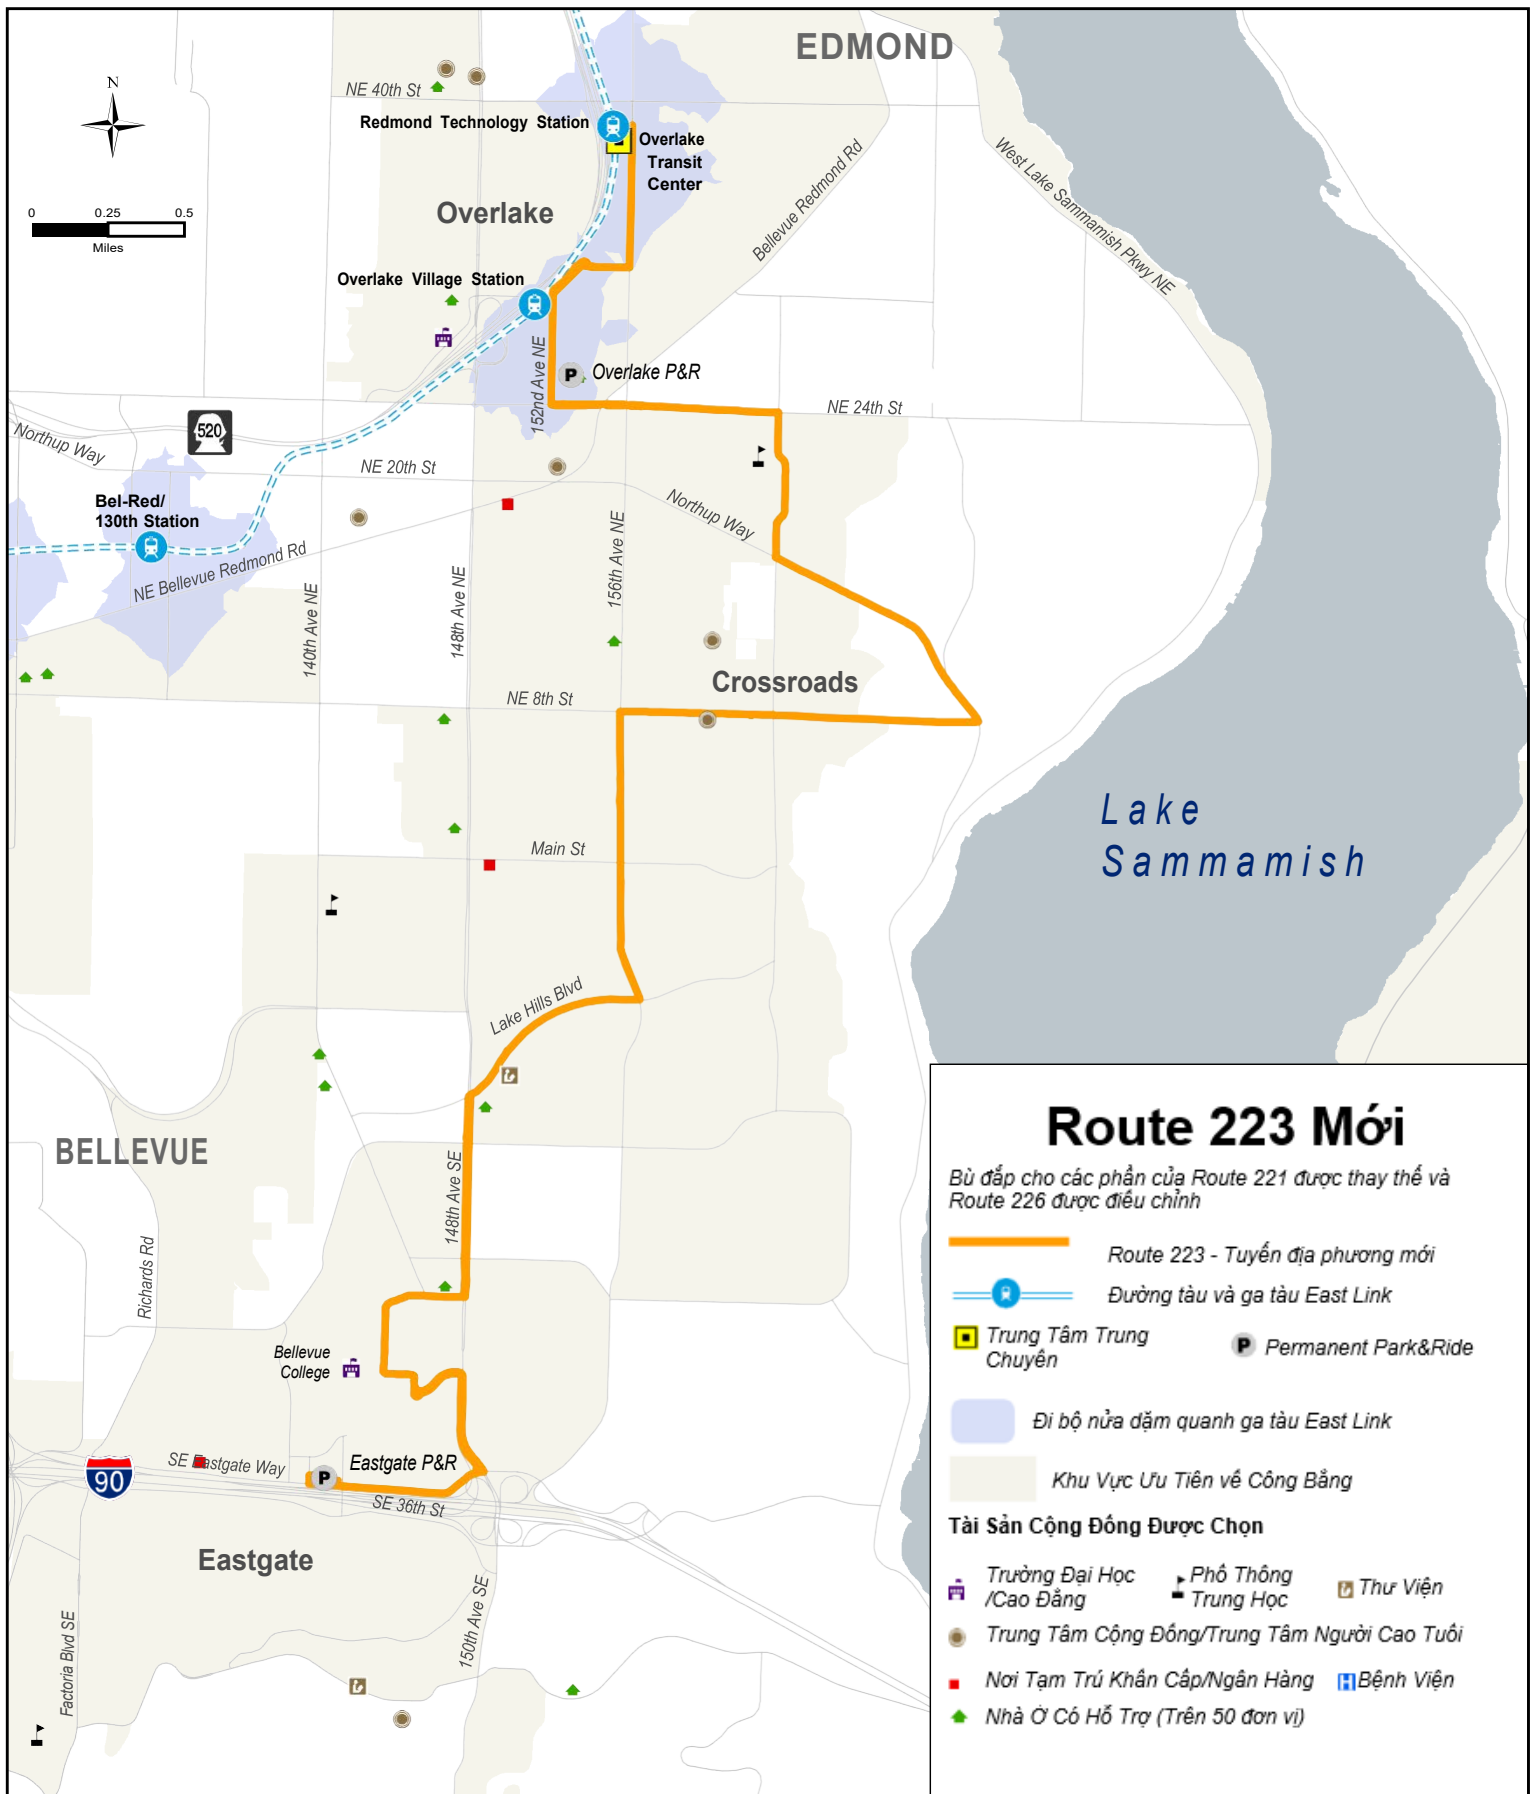 EDMOND
N
NE 40th St
Redmond Technology Station
Overlake
Transit
Center
West Lake Sammamish Pkwy NE
Bellevue Redmond Rd
0 0.25 0.5
Miles
Overlake
Overlake Village Station
152nd Ave NE
P
Overlake P&R
NE 24th St
520
Northup Way
NE 20th St
Northup Way
Bel-Red/
130th Station
NE Bellevue Redmond Rd
140th Ave NE
148th Ave NE
156th Ave NE
Crossroads
NE 8th St
Lake
Sammamish
Main St
Lake Hills Blvd
BELLEVUE
148th Ave SE
Richards Rd
Bellevue
College
Eastgate P&R
P
SE Eastgate Way
90
SE 36th St
Eastgate
150th Ave SE
Factoria Blvd SE
Route 223 Mới
Bù đắp cho các phần của Route 221 được thay thế và
Route 226 được điều chỉnh
Route 223 - Tuyến địa phương mới
Đường tàu và ga tàu East Link
Trung Tâm Trung
Chuyển
P
Permanent Park&Ride
Đi bộ nửa dặm quanh ga tàu East Link
Khu Vực Ưu Tiên về Công Bằng
Tài Sản Cộng Đồng Được Chọn
Trường Đại Học
/Cao Đẳng
Phổ Thông
Trung Học
Thư Viện
Trung Tâm Cộng Đồng/Trung Tâm Người Cao Tuổi
Nơi Tạm Trú Khẩn Cấp/Ngân Hàng
H Bệnh Viện
Nhà Ở Có Hỗ Trợ (Trên 50 đơn vị)